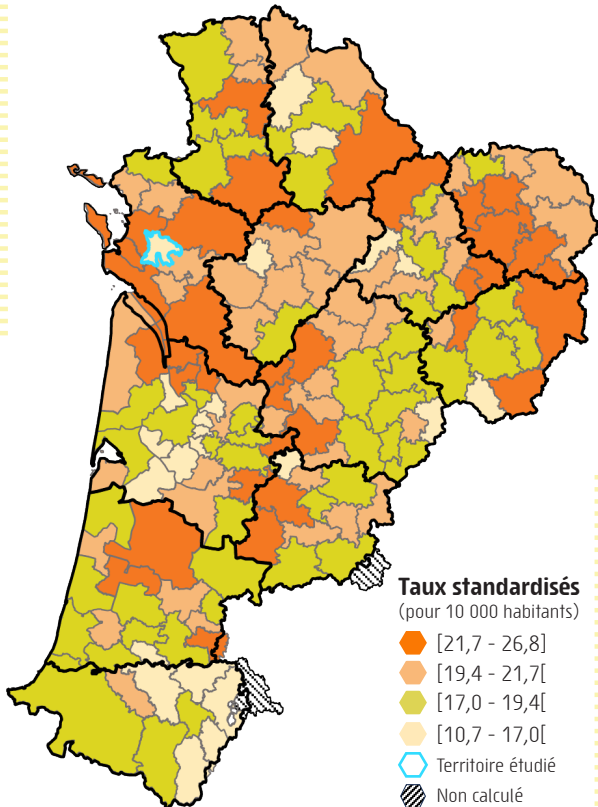 Taux standardisés
(pour 10 000 habitants)
[21,7 - 26,8]
[19,4 - 21,7[
[17,0 - 19,4[
[10,7 - 17,0[
Territoire étudié
Non calculé